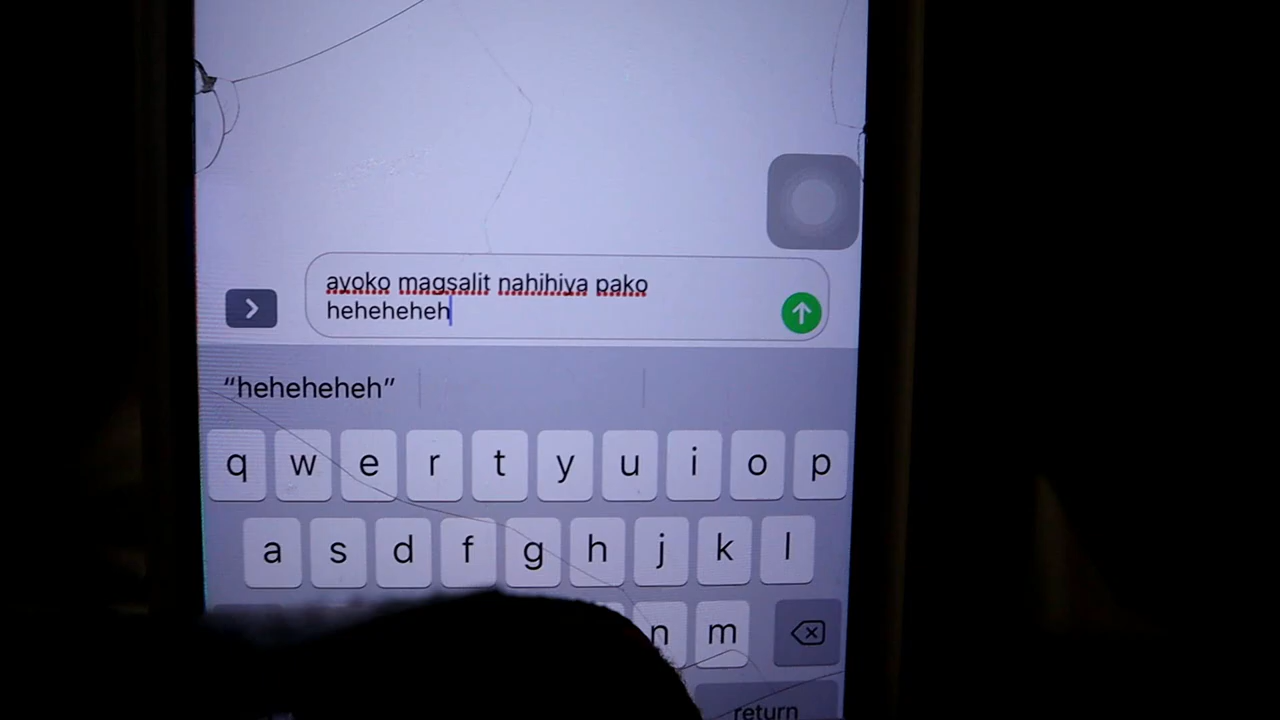 ayoko magsalit nahihiya pako
heheheheh
“heheheheh”
q w e r t y u i o p
a s d f g h j k l
n m
return